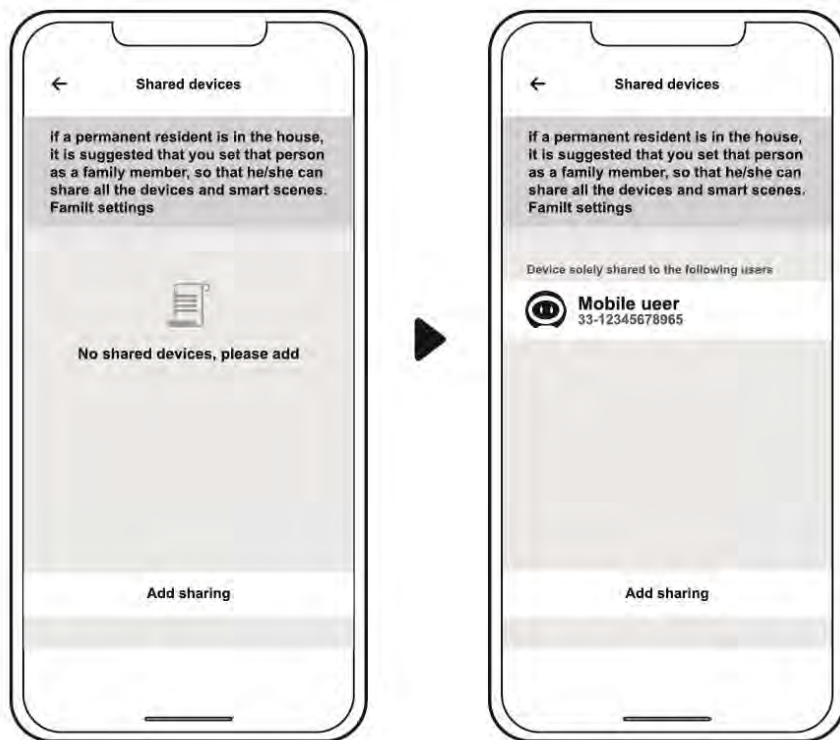 Shared devices
if a permanent resident is in the house,
it is suggested that you set that person
as a family member, so that he/she can
share all the devices and smart scenes.
Familt settings
No shared devices, please add
Add sharing
Shared devices
if a permanent resident is in the house,
it is suggested that you set that person
as a family member, so that he/she can
share all the devices and smart scenes.
Familt settings
Device solely shared to the following users
Mobile ueer
33-12345678965
Add sharing